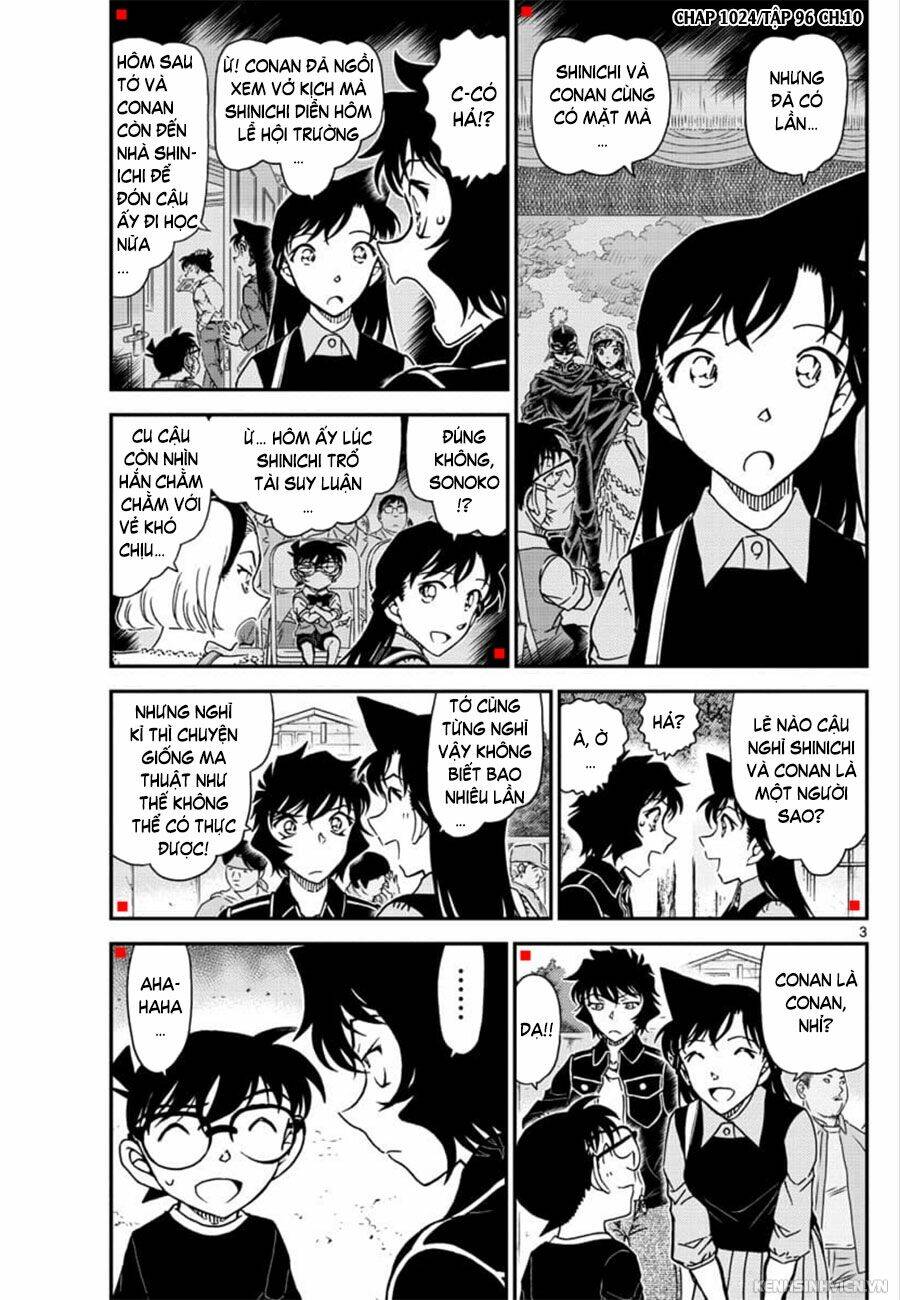 CHAP 1024/TẬP 96 CH.10
NHƯNG
ĐÃ CÓ
LẦN...
SHINICHI VÀ
CONAN CÙNG
CÓ MẶT MÀ
...
C-CÓ
HẢ!?
Ừ! CONAN ĐÃ NGỒI
XEM VỞ KỊCH MÀ
SHINICHI DIỄN HÔM
LỄ HỘI TRƯỜNG
...
HÔM SAU
TỚ VÀ
CONAN
CÒN ĐẾN
NHÀ SHIN-
ICHI ĐỂ
ĐÓN CẬU
ẤY ĐI HỌC
NỮA
...
ĐÚNG
KHÔNG,
SONOKO
!?
Ừ... HÔM ẤY LÚC
SHINICHI TRỔ
TÀI SUY LUẬN
...
CU CẬU
CÒN NHÌN
HẮN CHẰM
CHẰM VỚI
VẺ KHÓ
CHỊU...
LẼ NÀO CẬU
NGHĨ SHINICHI
VÀ CONAN LÀ
MỘT NGƯỜI
SAO?
HẢ?
À, Ờ
...
TỚ CŨNG
TỪNG NGHĨ
VẬY KHÔNG
BIẾT BAO
NHIÊU LẦN
...
NHƯNG NGHĨ
KĨ THÌ CHUYỆN
GIỐNG MA
THUẬT NHƯ
THẾ KHÔNG
THỂ CÓ THỰC
ĐƯỢC!
3
CONAN LÀ
CONAN,
NHỈ?
DẠ!!
......
AHA-
HAHA
...
KENHSINHVIEN.VN